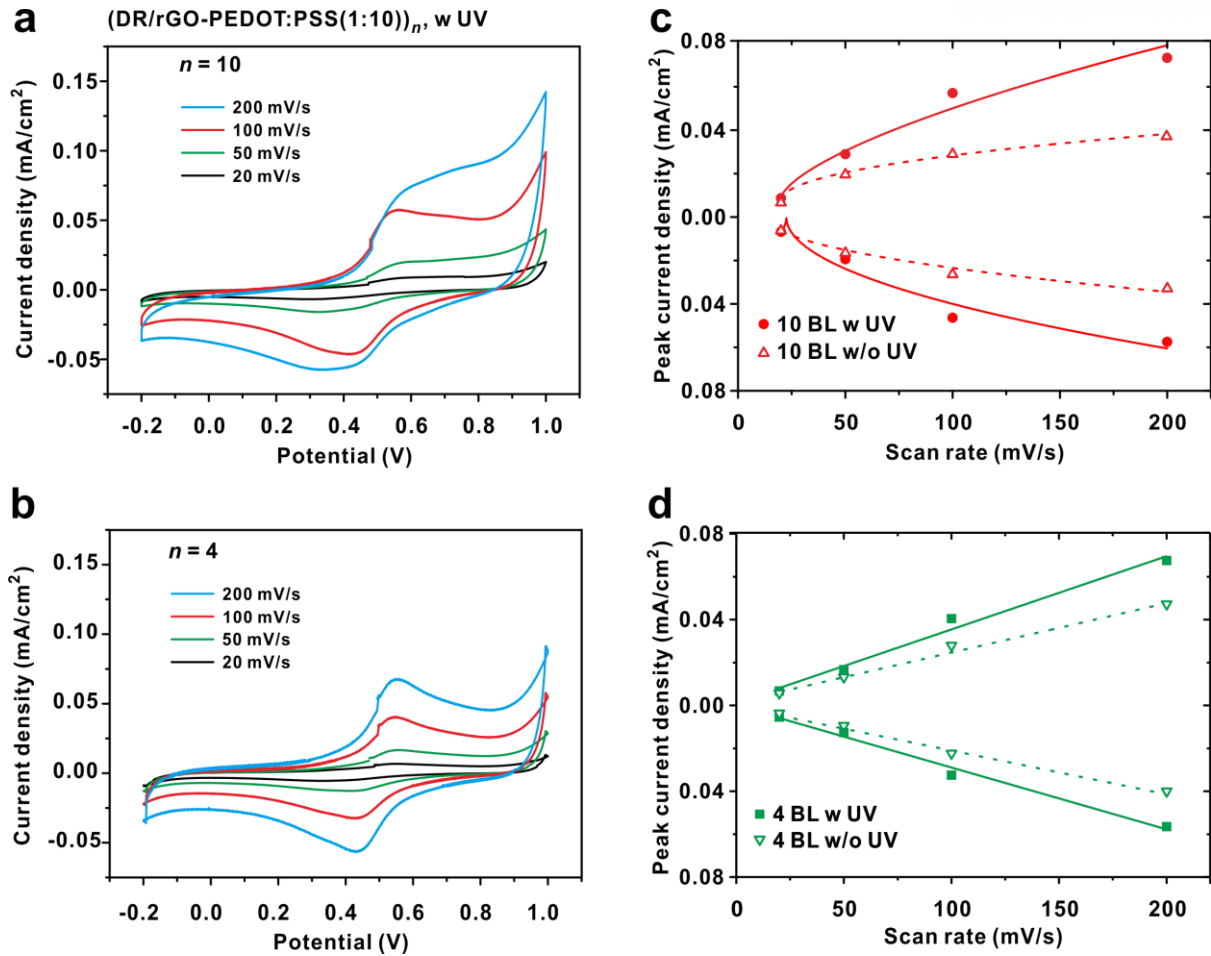 a
(DR/rGO-PEDOT:PSS(1:10))n, w UV
n = 10
200 mV/s
100 mV/s
50 mV/s
20 mV/s
0.15
0.10
0.05
0.00
-0.05
Current density (mA/cm²)
-0.2 0.0 0.2 0.4 0.6 0.8 1.0
Potential (V)
b
n = 4
200 mV/s
100 mV/s
50 mV/s
20 mV/s
0.15
0.10
0.05
0.00
-0.05
Current density (mA/cm²)
-0.2 0.0 0.2 0.4 0.6 0.8 1.0
Potential (V)
c
0.08
0.04
0.00
0.04
0.08
Peak current density (mA/cm²)
10 BL w UV
10 BL w/o UV
0 50 100 150 200
Scan rate (mV/s)
d
0.08
0.04
0.00
0.04
0.08
Peak current density (mA/cm²)
4 BL w UV
4 BL w/o UV
0 50 100 150 200
Scan rate (mV/s)